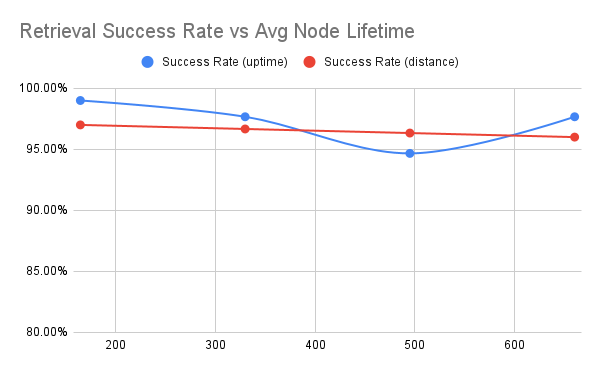 Retrieval Success Rate vs Avg Node Lifetime
Success Rate (uptime) Success Rate (distance)
100.00%
95.00%
90.00%
85.00%
80.00%
200 300 400 500 600